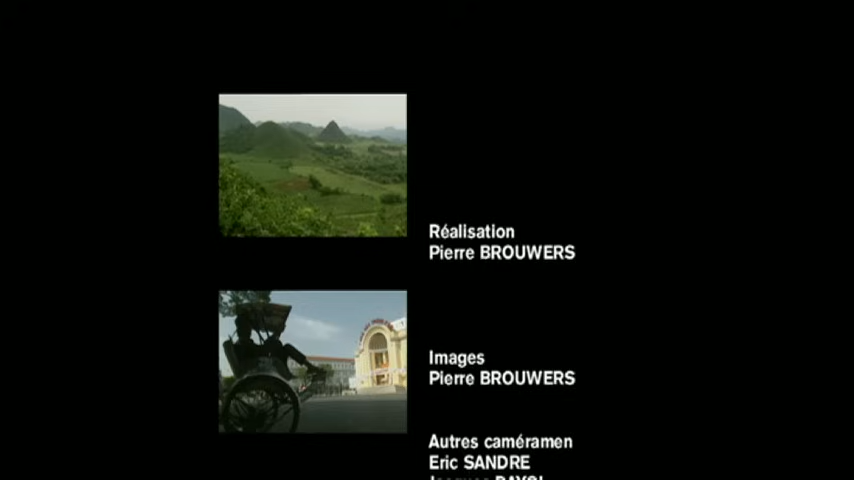 Réalisation
Pierre BROUWERS
Images
Pierre BROUWERS
Autres caméramen
Eric SANDRE